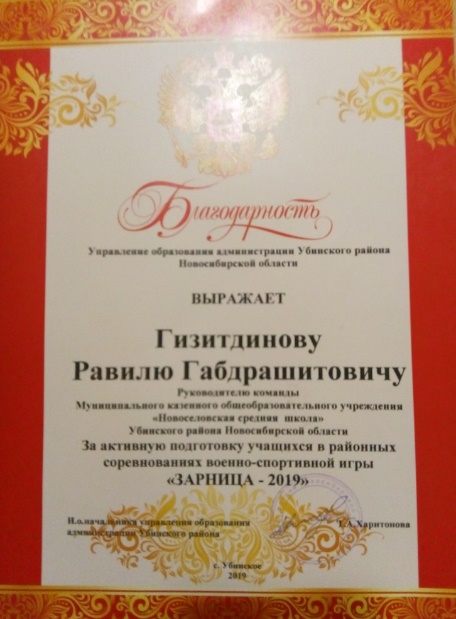 Благодарность
Управление образования администрации Убинского района
Новосибирской области
ВЫРАЖАЕТ
Гизитдинову
Равилю Габдрашитовичу
Руководителю команды
Муниципального казенного общеобразовательного учреждения
«Новоселовская средняя школа»
Убинского района Новосибирской области
За активную подготовку учащихся в районных
соревнованиях военно-спортивной игры
«ЗАРНИЦА - 2019»
И.о.начальника управления образования
администрации Убинского района
Т.А.Харитонова
г. Убинское
2019